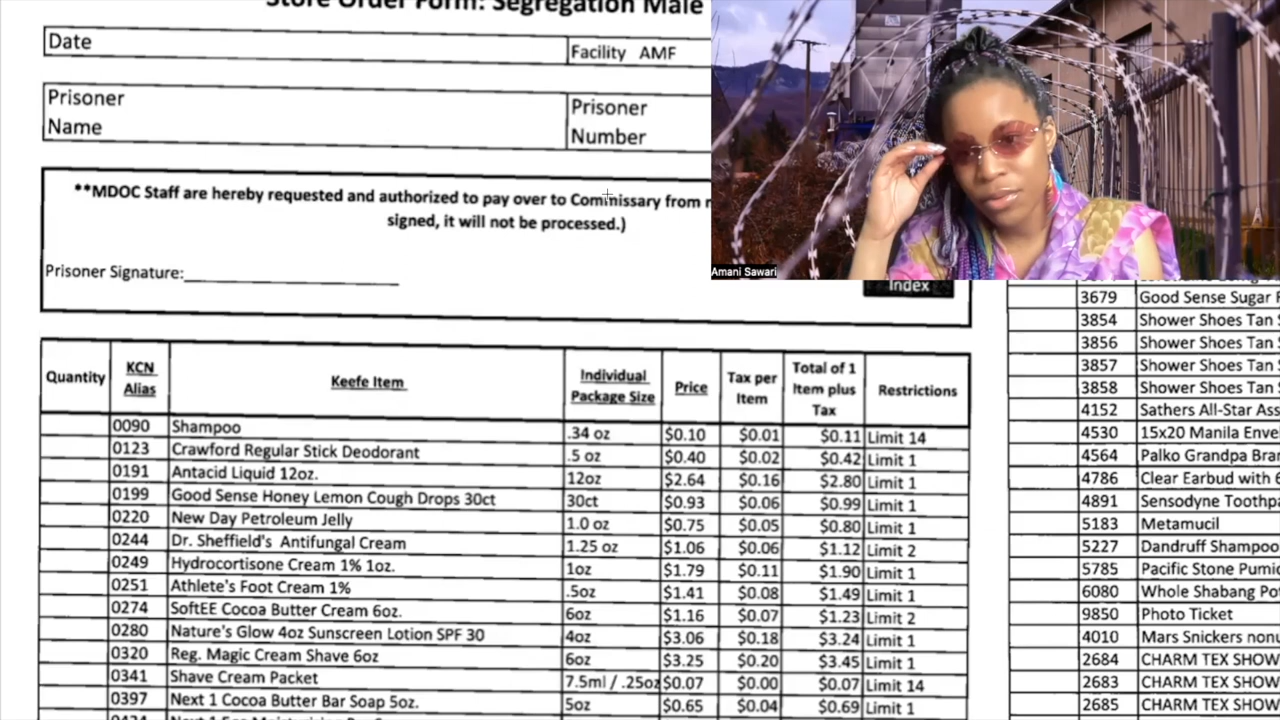 Store Order Form: Segregation Male
Date
Facility AMF
Prisoner
Name
Prisoner
Number
**MDOC Staff are hereby requested and authorized to pay over to Commissary from
signed, it will not be processed.)
Prisoner Signature:
Index
Amani Sawari
Quantity KCN Alias Keefe Item Individual Package Size Price Tax per Item Total of 1 Item plus Tax Restrictions
0090 Shampoo .34 oz $0.10 $0.01 $0.11 Limit 14
0123 Crawford Regular Stick Deodorant .5 oz $0.40 $0.02 $0.42 Limit 1
0191 Antacid Liquid 12oz. 12oz $2.64 $0.16 $2.80 Limit 1
0199 Good Sense Honey Lemon Cough Drops 30ct 30ct $0.93 $0.06 $0.99 Limit 1
0220 New Day Petroleum Jelly 1.0 oz $0.75 $0.05 $0.80 Limit 1
0244 Dr. Sheffield's Antifungal Cream 1.25 oz $1.06 $0.06 $1.12 Limit 2
0249 Hydrocortisone Cream 1% 1oz. 1oz $1.79 $0.11 $1.90 Limit 1
0251 Athlete's Foot Cream 1% .5oz $1.41 $0.08 $1.49 Limit 1
0274 SoftEE Cocoa Butter Cream 6oz. 6oz $1.16 $0.07 $1.23 Limit 2
0280 Nature's Glow 4oz Sunscreen Lotion SPF 30 4oz $3.06 $0.18 $3.24 Limit 1
0320 Reg. Magic Cream Shave 6oz 6oz $3.25 $0.20 $3.45 Limit 1
0341 Shave Cream Packet 7.5ml / .25oz $0.07 $0.00 $0.07 Limit 14
0397 Next 1 Cocoa Butter Bar Soap 5oz. 5oz $0.65 $0.04 $0.69 Limit 1
3679 Good Sense Sugar
3854 Shower Shoes Tan
3856 Shower Shoes Tan
3857 Shower Shoes Tan
3858 Shower Shoes Tan
4152 Sathers All-Star
4530 15x20 Manila
4564 Palko Grandpa
4786 Clear Earbud with
4891 Sensodyne
5183 Metamucil
5227 Dandruff Shampoo
5785 Pacific Stone
6080 Whole Shabang
9850 Photo Ticket
4010 Mars Snickers
2684 CHARM TEX
2683 CHARM TEX
2685 CHARM TEX